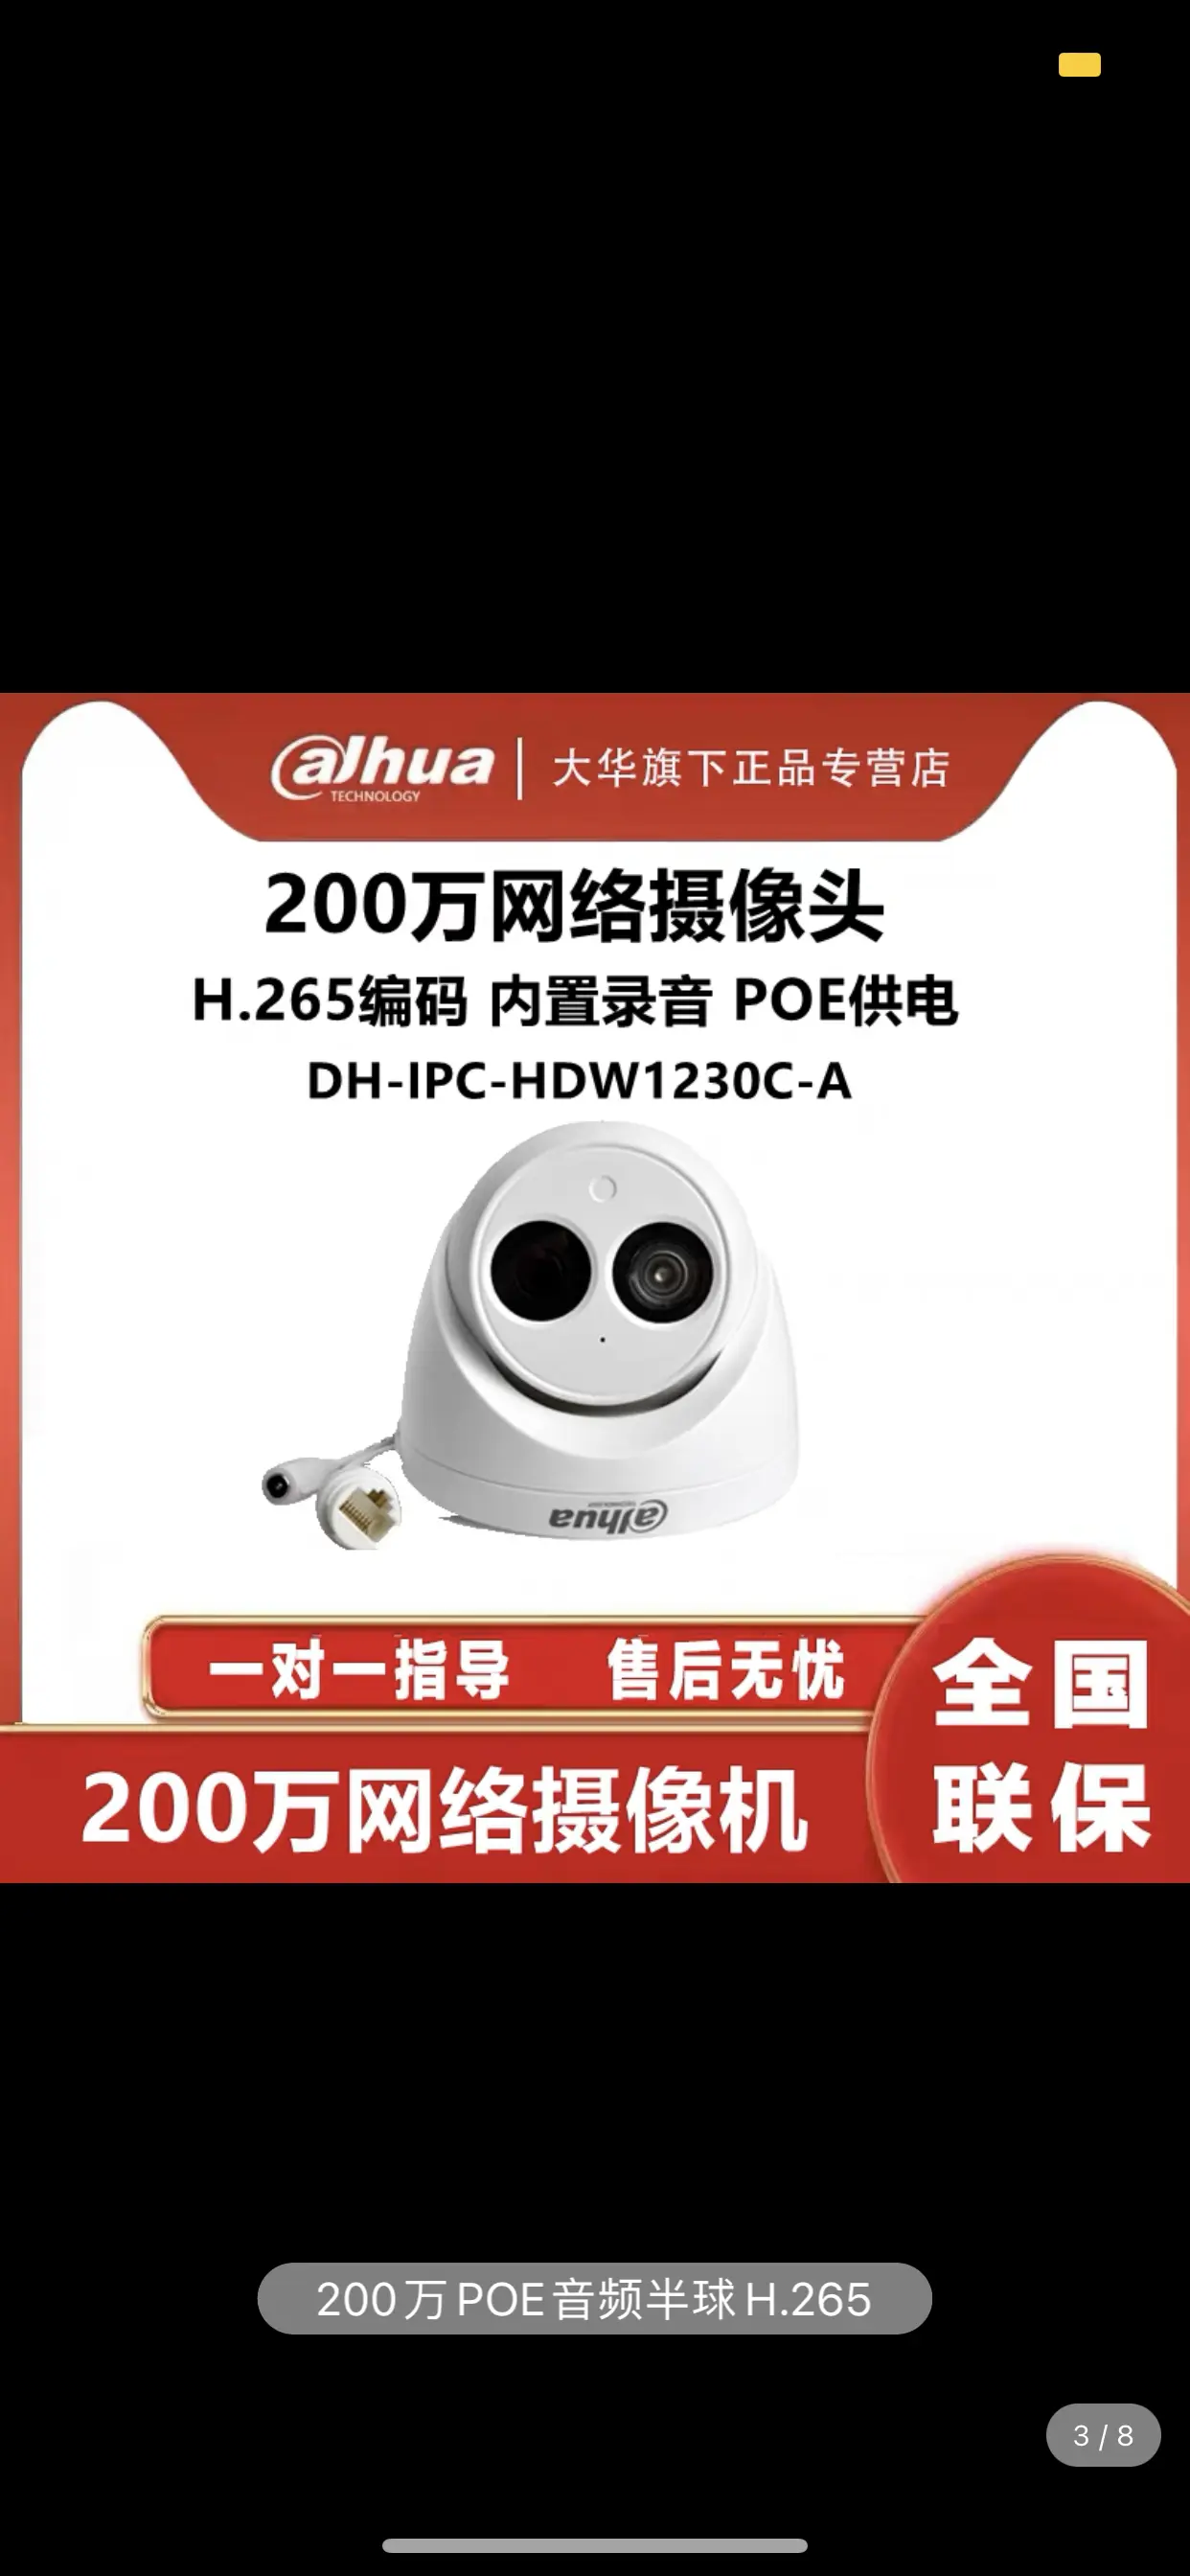 alhua | 大华旗下正品专营店
TECHNOLOGY
200万网络摄像头
H.265编码 内置录音 POE供电
DH-IPC-HDW1230C-A
alhua
TECHNOLOGY
一对一指导 售后无忧
全国
联保
200万网络摄像机
200万POE音频半球H.265
3 / 8